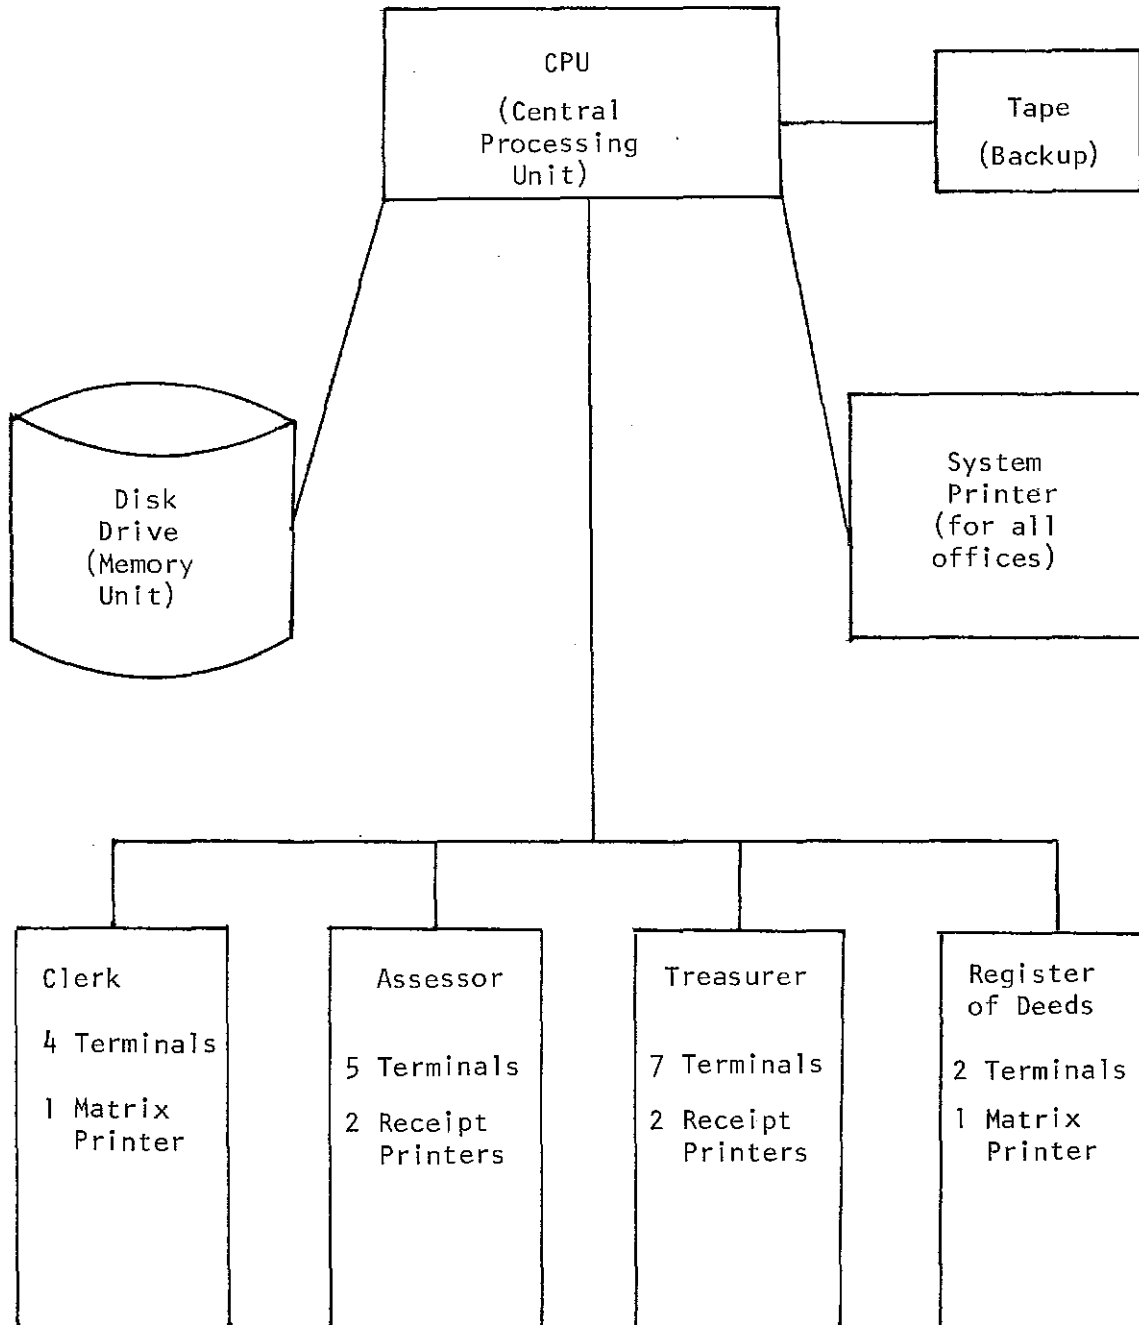 CPU
(Central
Processing
Unit)
Tape
(Backup)
Disk
Drive
(Memory
Unit)
System
Printer
(for all
offices)
Clerk
4 Terminals
1 Matrix
Printer
Assessor
5 Terminals
2 Receipt
Printers
Treasurer
7 Terminals
2 Receipt
Printers
Register
of Deeds
2 Terminals
1 Matrix
Printer